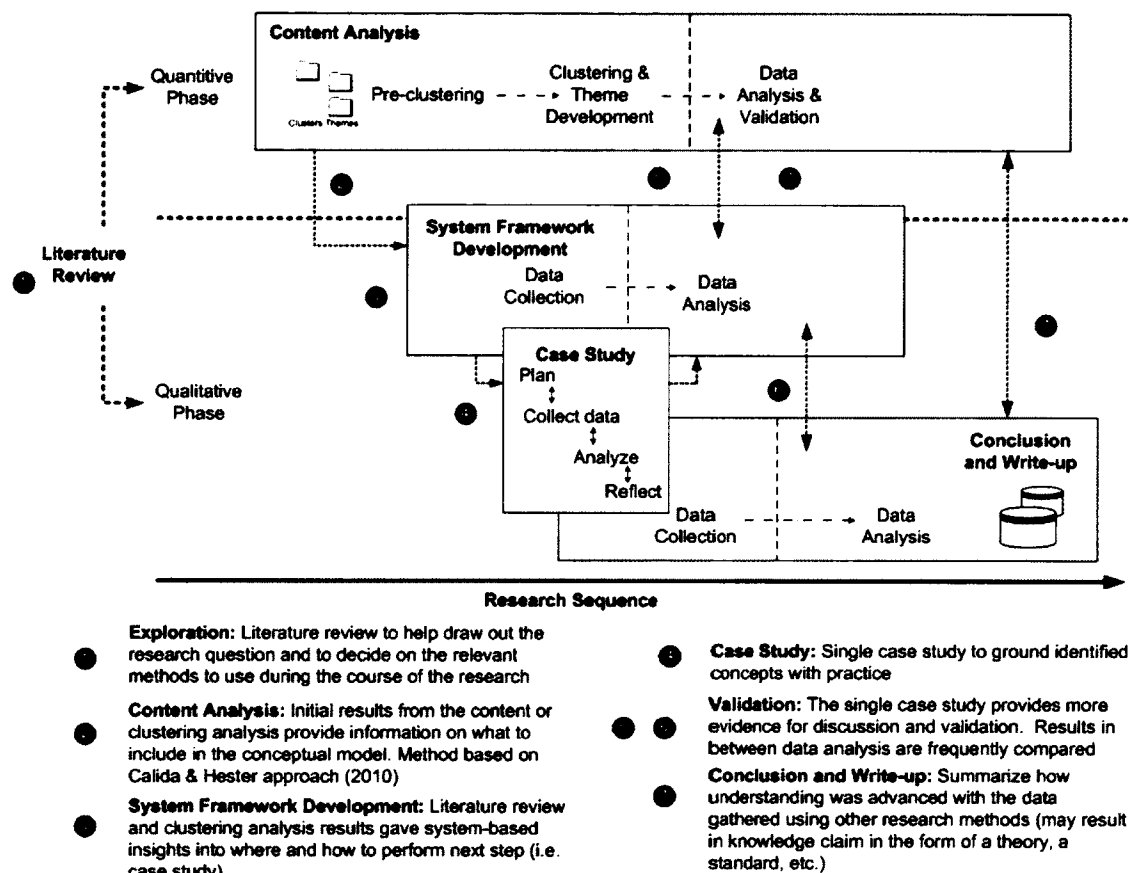 Content Analysis
Quantitive
Phase
Clusters Themes
Pre-clustering
Clustering &
Theme
Development
Data
Analysis &
Validation
Literature
Review
System Framework
Development
Data
Collection
Data
Analysis
Case Study
Plan
Collect data
Analyze
Reflect
Qualitative
Phase
Conclusion
and Write-up
Data
Collection
Data
Analysis
Research Sequence
Exploration: Literature review to help draw out the
research question and to decide on the relevant
methods to use during the course of the research
Content Analysis: Initial results from the content or
clustering analysis provide information on what to
include in the conceptual model. Method based on
Calida & Hester approach (2010)
System Framework Development: Literature review
and clustering analysis results gave system-based
insights into where and how to perform next step (i.e.
case study)
Case Study: Single case study to ground identified
concepts with practice
Validation: The single case study provides more
evidence for discussion and validation. Results in
between data analysis are frequently compared
Conclusion and Write-up: Summarize how
understanding was advanced with the data
gathered using other research methods (may result
in knowledge claim in the form of a theory, a
standard, etc.)